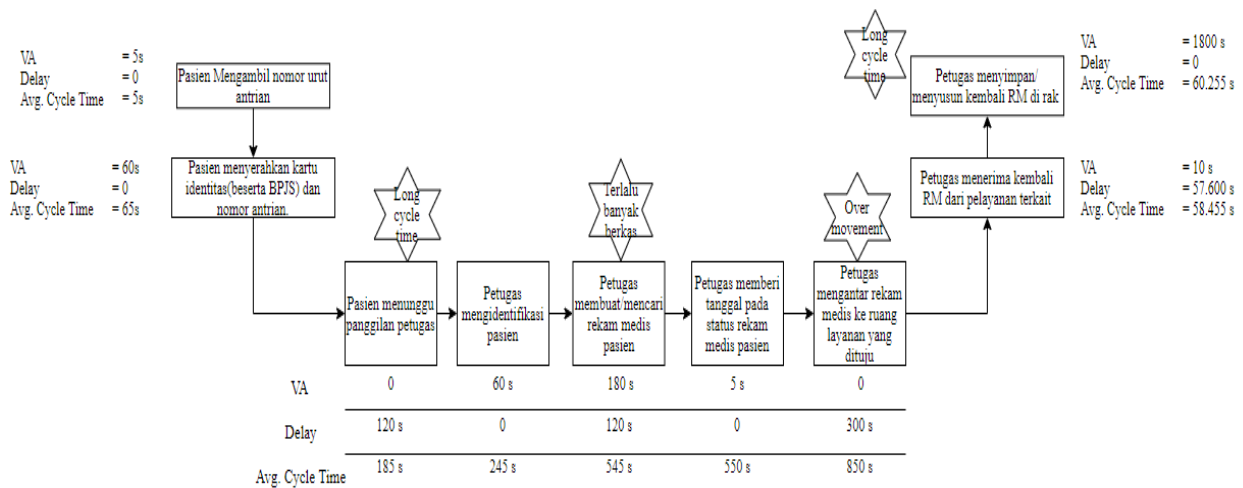 VA = 5s
Delay = 0
Avg. Cycle Time = 5s
Pasien Mengambil nomor urut
antrian
VA = 60s
Delay = 0
Avg. Cycle Time = 65s
Pasien menyerahkan kartu
identitas(beserta BPJS) dan
nomor antrian.
Long
cycle
time
Pasien menunggu
panggilan petugas
Petugas
mengidentifikasi
pasien
Terlalu
banyak
berkas
Petugas
membuat/mencari
rekam medis
pasien
Petugas memberi
tanggal pada
status rekam
medis pasien
Over
movement
Petugas
mengantar rekam
medis ke ruang
layanan yang
dituju
VA 0 60 s 180 s 5 s 0
Delay 120 s 0 120 s 0 300 s
Avg. Cycle Time 185 s 245 s 545 s 550 s 850 s
Petugas menerima kembali
RM dari pelayanan terkait
VA = 10 s
Delay = 57.600 s
Avg. Cycle Time = 58.455 s
Long
cycle
time
Petugas menyimpan/
menyusun kembali RM di rak
VA = 1800 s
Delay = 0
Avg. Cycle Time = 60.255 s